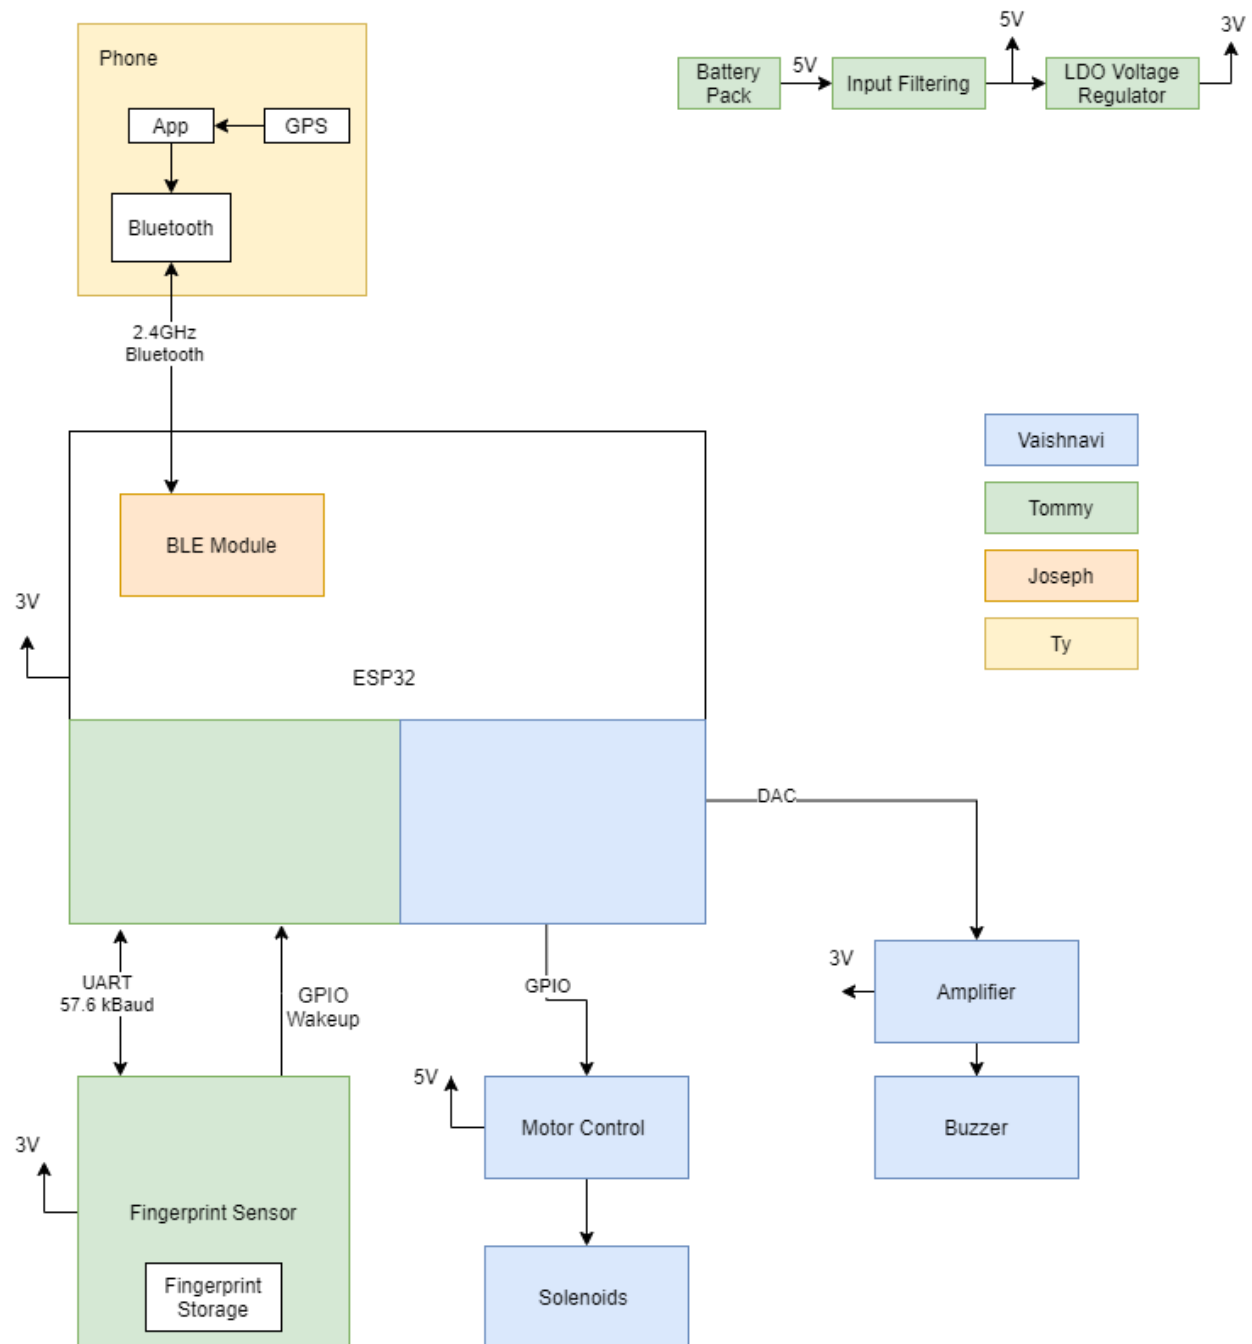 Phone
App
GPS
Bluetooth
2.4GHz
Bluetooth
Battery
Pack
5V
Input Filtering
5V
LDO Voltage
Regulator
3V
Vaishnavi
Tommy
Joseph
Ty
BLE Module
3V
ESP32
DAC
UART
57.6 kBaud
GPIO
Wakeup
GPIO
3V
Amplifier
5V
Motor Control
Buzzer
3V
Fingerprint Sensor
Fingerprint
Storage
Solenoids